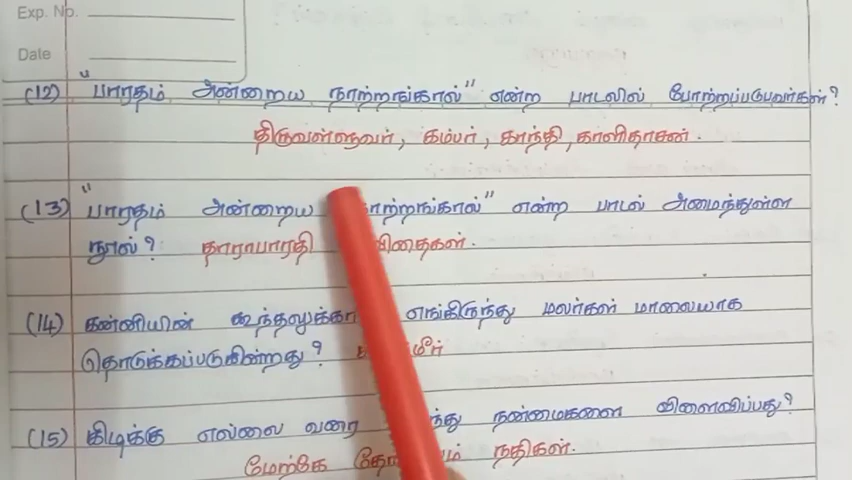 Exp. No.
Date
(12) "பாரதம் அன்றைய நாற்றங்கால்" என்ற பாடலில் போற்றப்படுபவர்கள்?
திருவள்ளுவர், கம்பர், காந்தி, காளிதாசன்.
(13) "பாரதம் அன்றைய நாற்றங்கால்" என்ற பாடல் அமைந்துள்ள
நூல்? தாராபாரதி விதைகள்.
(14) கன்னியின் கூந்தலுக்கா எங்கிருந்து மலர்கள் மாலையாக
தொடுக்கப்படுகின்றது? மீர்
(15) கிழக்கு எல்லை வரை ந்து நன்மைகளை விளைவிப்பது?
மேற்கே தோ ம் நதிகள்.